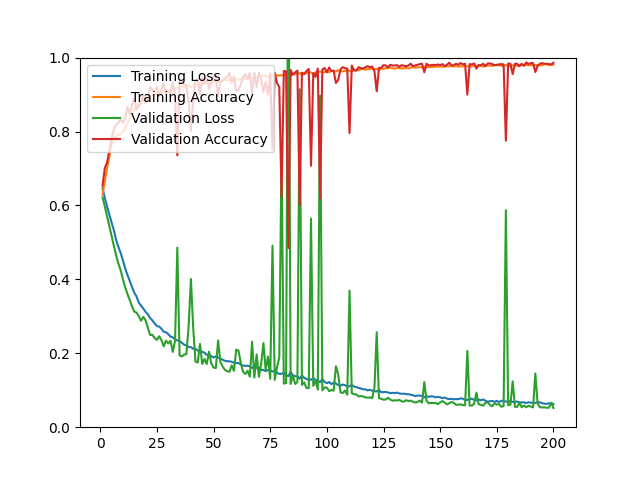 1.0
0.8
0.6
0.4
0.2
0.0
Training Loss
Training Accuracy
Validation Loss
Validation Accuracy
0 25 50 75 100 125 150 175 200